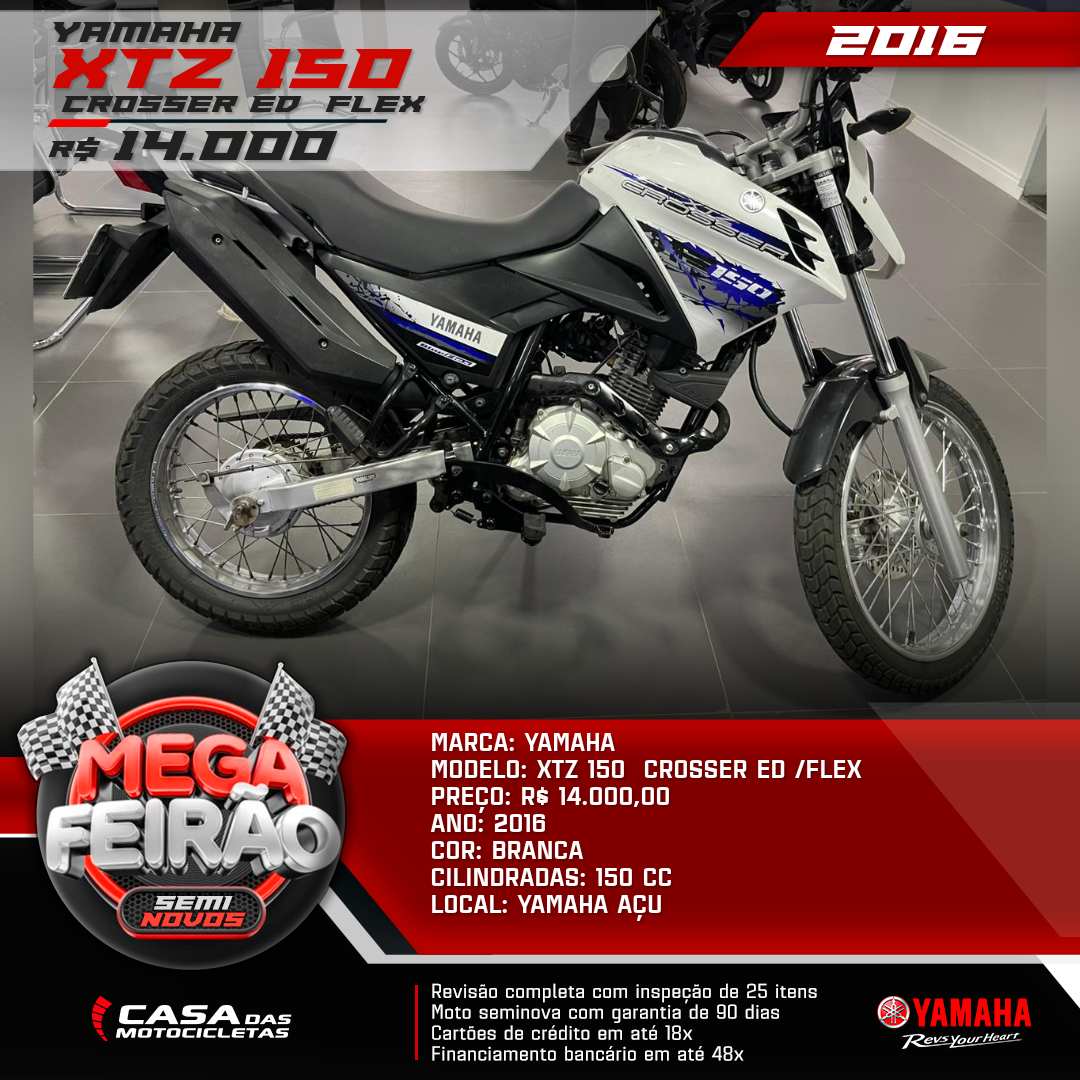 YAMAHA
XTZ 150
CROSSER ED FLEX
R$ 14.000
2016
CROSSER
150
YAMAHA
MEGA
FEIRÃO
SEMI
NOVOS
MARCA: YAMAHA
MODELO: XTZ 150 CROSSER ED /FLEX
PREÇO: R$ 14.000,00
ANO: 2016
COR: BRANCA
CILINDRADAS: 150 CC
LOCAL: YAMAHA AÇU
CASA DAS
MOTOCICLETAS
Revisão completa com inspeção de 25 itens
Moto seminova com garantia de 90 dias
Cartões de crédito em até 18x
Financiamento bancário em até 48x
YAMAHA
Revs Your Heart